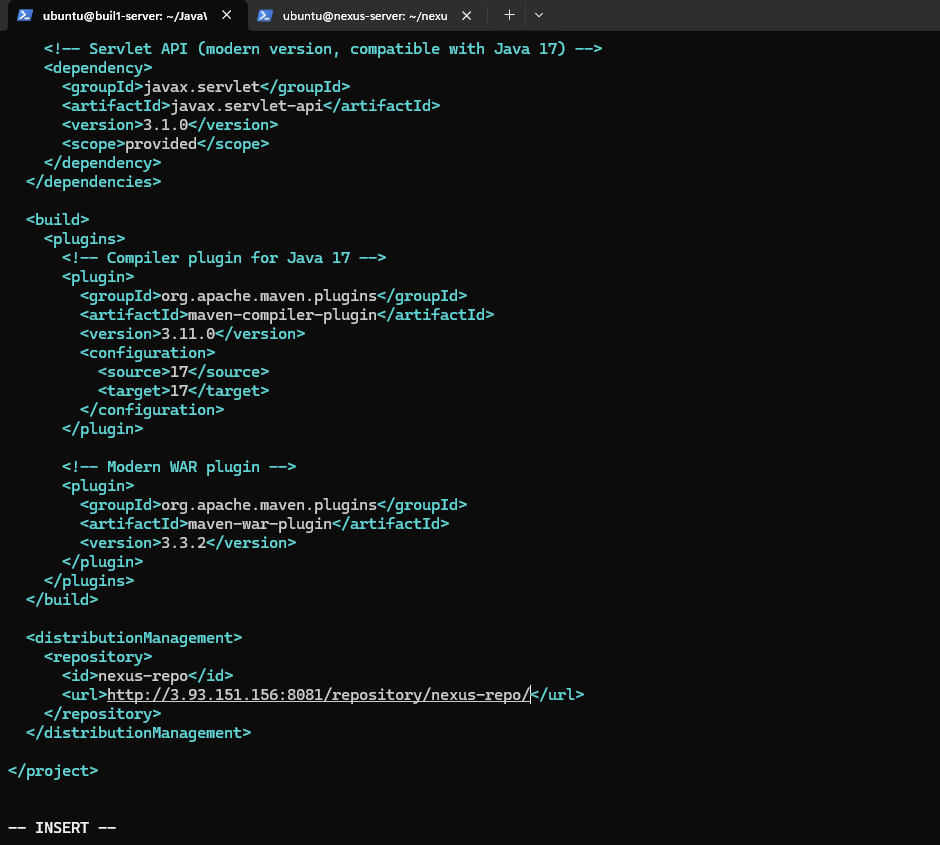 ubuntu@buil1-server: ~/Java\
ubuntu@nexus-server: ~/nexu
<!-- Servlet API (modern version, compatible with Java 17) -->
<dependency>
<groupId>javax.servlet</groupId>
<artifactId>javax.servlet-api</artifactId>
<version>3.1.0</version>
<scope>provided</scope>
</dependency>
</dependencies>
<build>
<plugins>
<!-- Compiler plugin for Java 17 -->
<plugin>
<groupId>org.apache.maven.plugins</groupId>
<artifactId>maven-compiler-plugin</artifactId>
<version>3.11.0</version>
<configuration>
<source>17</source>
<target>17</target>
</configuration>
</plugin>
<!-- Modern WAR plugin -->
<plugin>
<groupId>org.apache.maven.plugins</groupId>
<artifactId>maven-war-plugin</artifactId>
<version>3.3.2</version>
</plugin>
</plugins>
</build>
<distributionManagement>
<repository>
<id>nexus-repo</id>
<url>http://3.93.151.156:8081/repository/nexus-repo/</url>
</repository>
</distributionManagement>
</project>
-- INSERT --